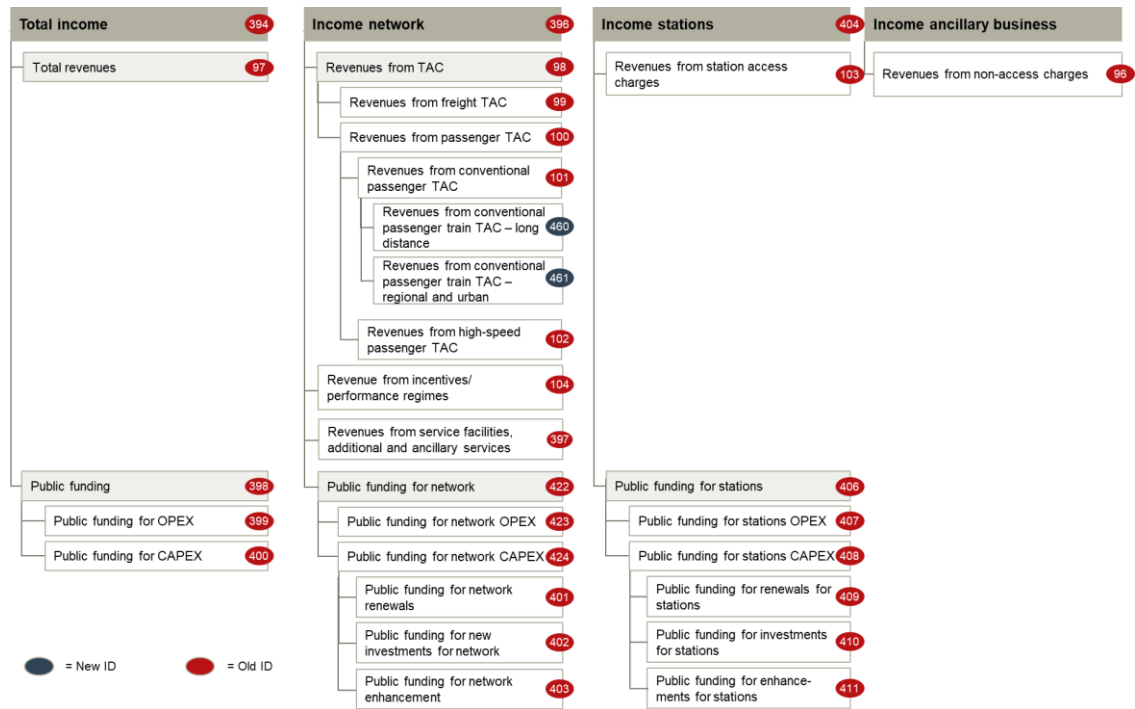 Total income 394
Total revenues 97
Public funding 398
Public funding for OPEX 399
Public funding for CAPEX 400
Income network 396
Revenues from TAC 98
Revenues from freight TAC 99
Revenues from passenger TAC 100
Revenues from conventional
passenger TAC 101
Revenues from conventional
passenger train TAC – long 460
distance
Revenues from conventional
passenger train TAC – 461
regional and urban
Revenues from high-speed
passenger TAC 102
Revenue from incentives/
performance regimes 104
Revenues from service facilities,
additional and ancillary services 397
Public funding for network 422
Public funding for network OPEX 423
Public funding for network CAPEX 424
Public funding for network
renewals 401
Public funding for new
investments for network 402
Public funding for network
enhancement 403
Income stations 404
Revenues from station access
charges 103
Public funding for stations 406
Public funding for stations OPEX 407
Public funding for stations CAPEX 408
Public funding for renewals for
stations 409
Public funding for investments
for stations 410
Public funding for enhance-
ments for stations 411
Income ancillary business
Revenues from non-access charges 96
= New ID
= Old ID